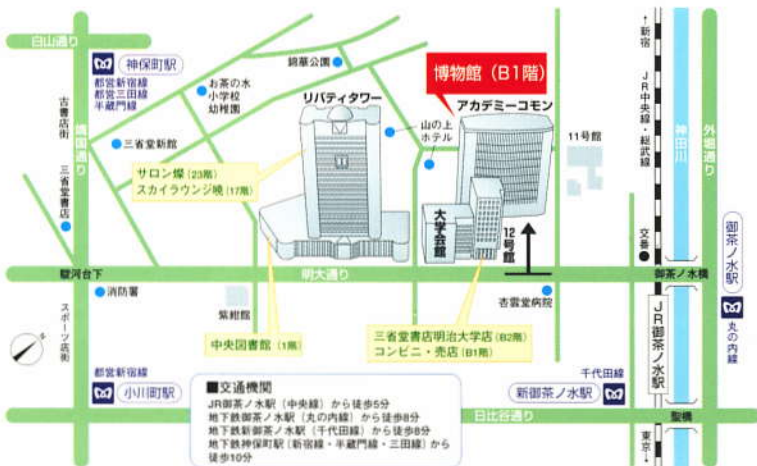 白山通り
神保町駅
都営新宿線
都営三田線
半蔵門線
古書店街
靖国通り
三省堂書店
三省堂新館
お茶の水
小学校
幼稚園
錦華公園
リバティタワー
サロン燦(23階)
スカイラウンジ暁(17階)
山の上
ホテル
博物館(B1階)
アカデミーコモン
11号館
大学会館
12号館
↑新宿
JR中央線・総武線
神田川
外堀通り
交番
御茶ノ水駅
丸の内線
駿河台下
明大通り
御茶ノ水橋
消防署
紫紺館
杏雲堂病院
スポーツ店街
中央図書館(1階)
三省堂書店明治大学店(B2階)
コンビニ・売店(B1階)
JR御茶ノ水駅
都営新宿線
小川町駅
千代田線
新御茶ノ水駅
日比谷通り
聖橋
東京↓
■交通機関
JR御茶ノ水駅(中央線)から徒歩5分
地下鉄御茶ノ水駅(丸の内線)から徒歩8分
地下鉄新御茶ノ水駅(千代田線)から徒歩8分
地下鉄神保町駅(新宿線・半蔵門線・三田線)から
徒歩10分